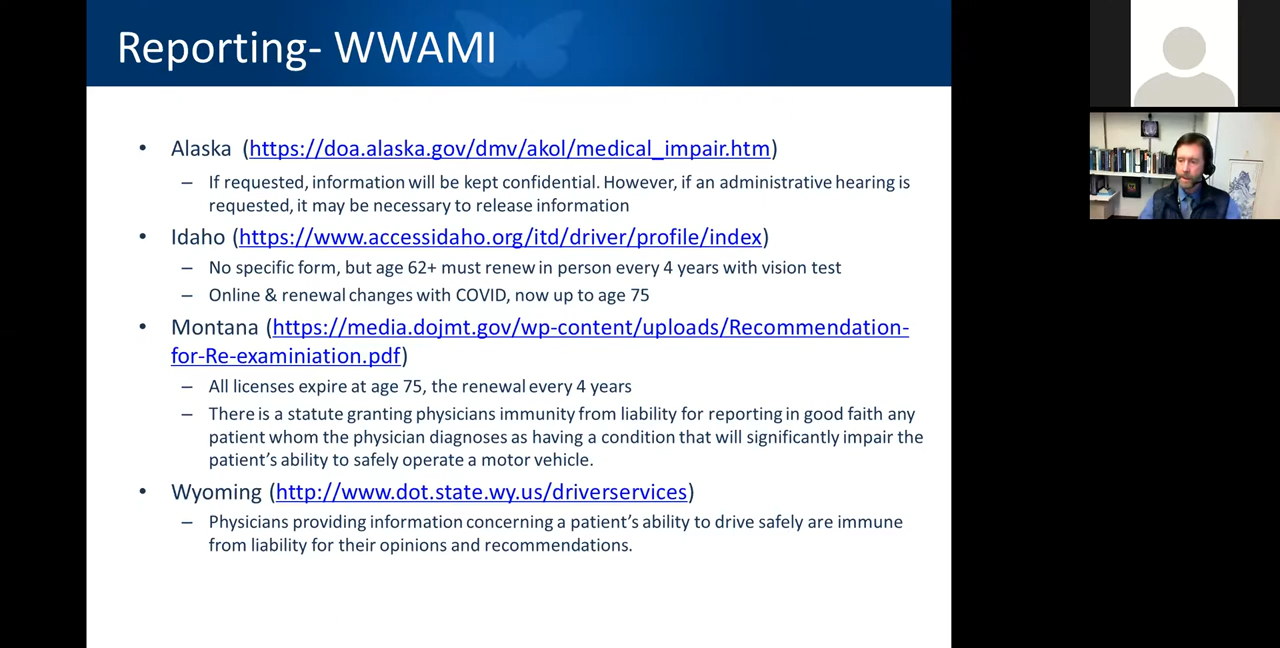 Reporting- WWAMI
• Alaska (https://doa.alaska.gov/dmv/akol/medical_impair.htm)
– If requested, information will be kept confidential. However, if an administrative hearing is
requested, it may be necessary to release information
• Idaho (https://www.accessidaho.org/itd/driver/profile/index)
– No specific form, but age 62+ must renew in person every 4 years with vision test
– Online & renewal changes with COVID, now up to age 75
• Montana (https://media.dojmt.gov/wp-content/uploads/Recommendation-
for-Re-examiniation.pdf)
– All licenses expire at age 75, the renewal every 4 years
– There is a statute granting physicians immunity from liability for reporting in good faith any
patient whom the physician diagnoses as having a condition that will significantly impair the
patient’s ability to safely operate a motor vehicle.
• Wyoming (http://www.dot.state.wy.us/driverservices)
– Physicians providing information concerning a patient’s ability to drive safely are immune
from liability for their opinions and recommendations.